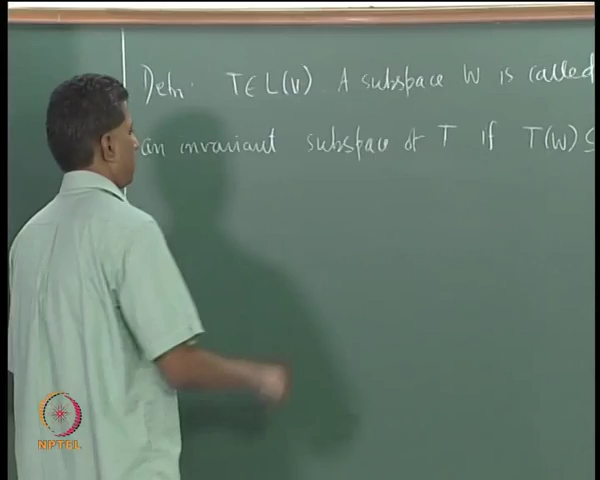 Defn. T ∈ L(V). A subspace W is called
an invariant subspace of T if T(W) ⊆
NPTEL